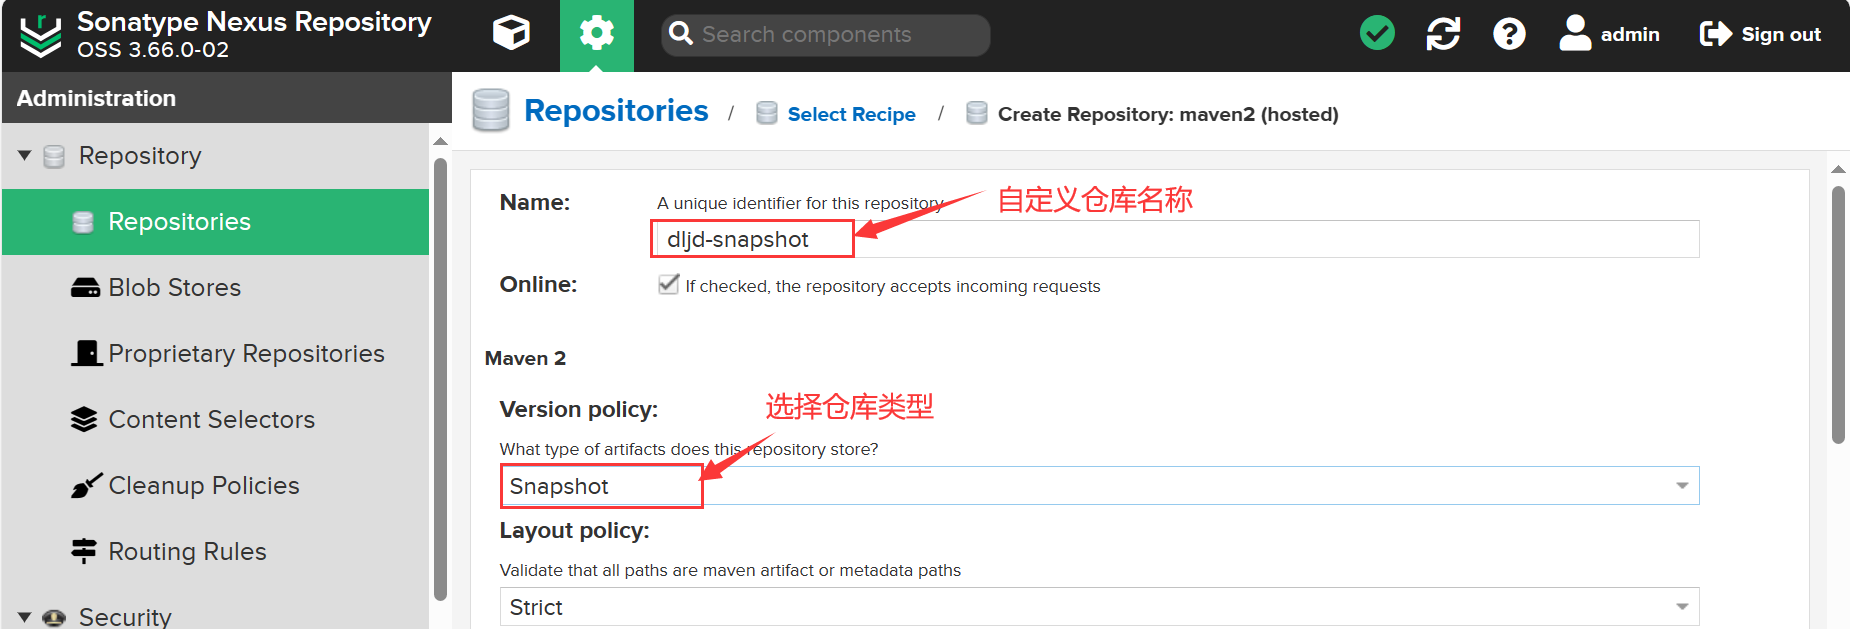 Sonatype Nexus Repository
OSS 3.66.0-02
Search components
admin
Sign out
Administration
Repositories / Select Recipe / Create Repository: maven2 (hosted)
Repository
Repositories
Blob Stores
Proprietary Repositories
Content Selectors
Cleanup Policies
Routing Rules
Security
Name:
A unique identifier for this repository
自定义仓库名称
dljd-snapshot
Online:
If checked, the repository accepts incoming requests
Maven 2
Version policy:
选择仓库类型
What type of artifacts does this repository store?
Snapshot
Layout policy:
Validate that all paths are maven artifact or metadata paths
Strict